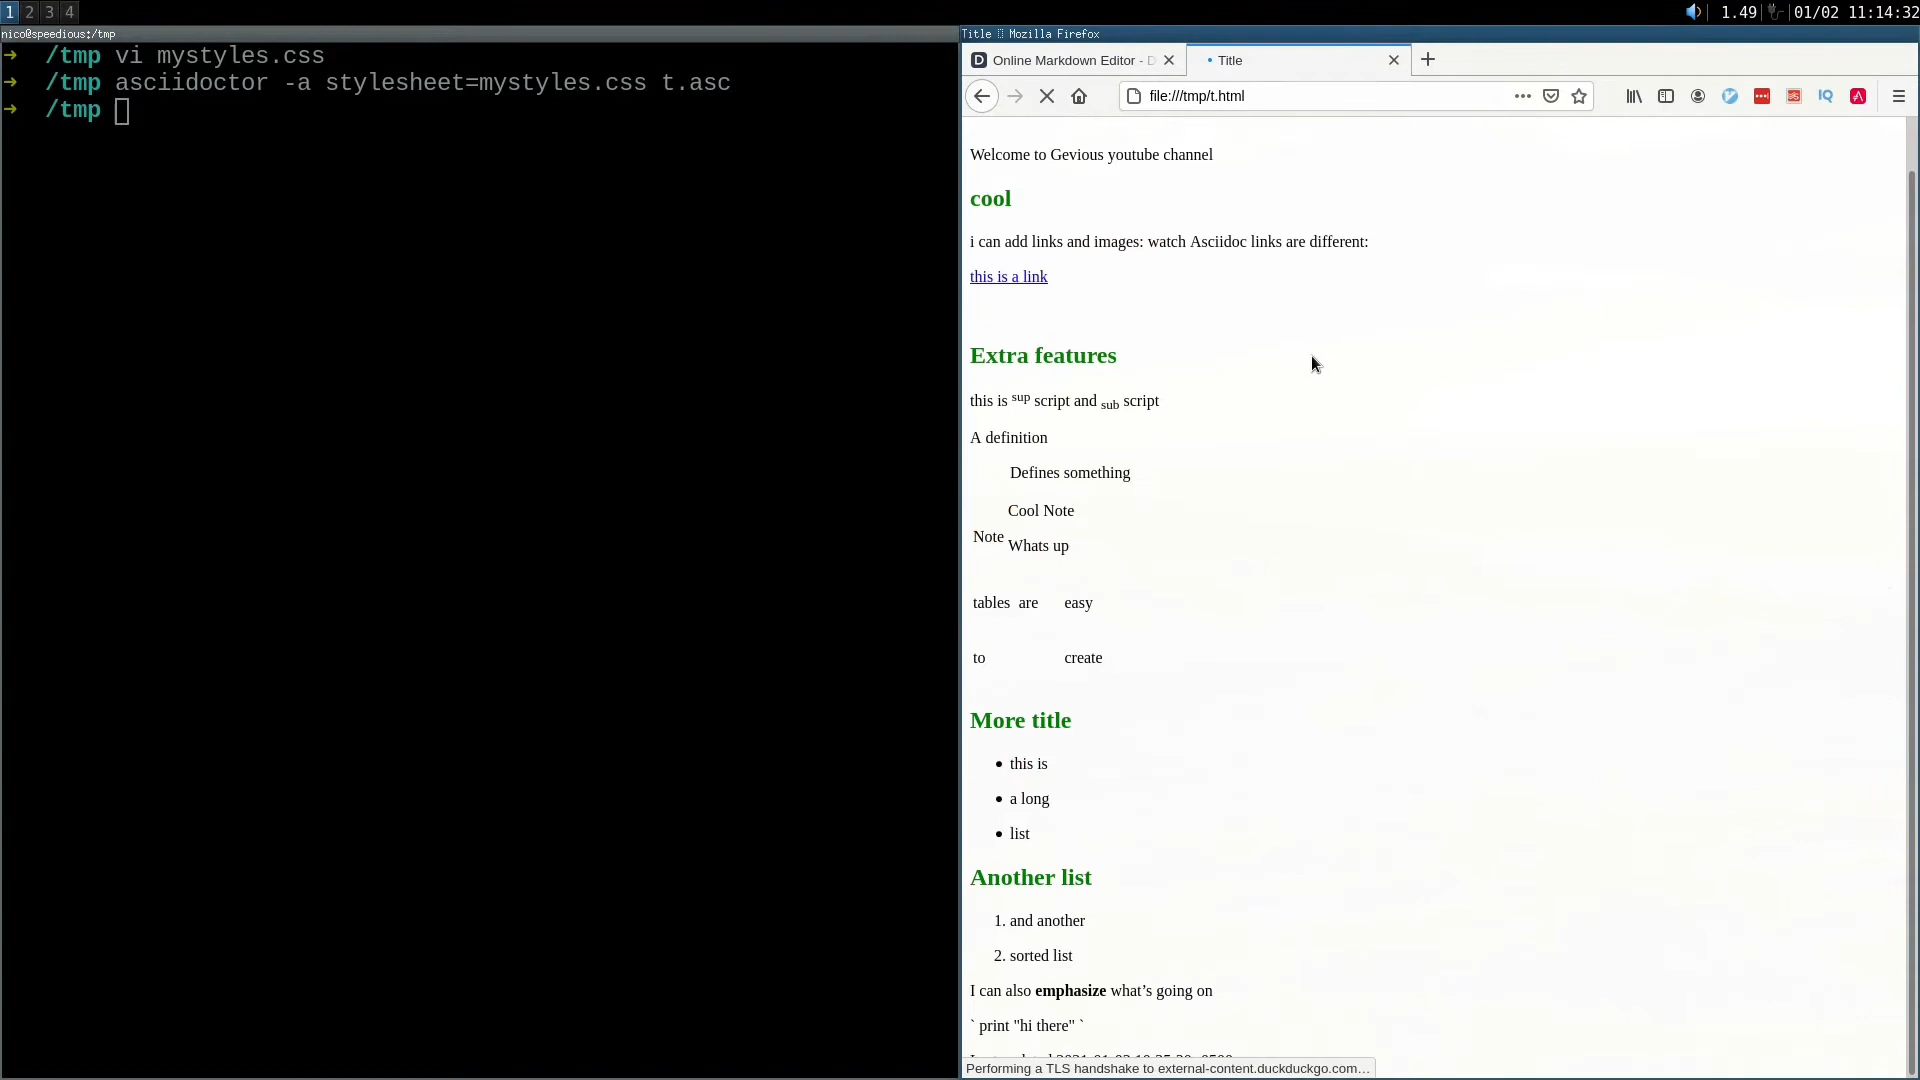 1 2 3 4
1.49 01/02 11:14:32
nico@speedious:/tmp
➜ /tmp vi mystyles.css
➜ /tmp asciidoctor -a stylesheet=mystyles.css t.asc
➜ /tmp
Title Mozilla Firefox
Online Markdown Editor - D
Title
file:///tmp/t.html
Welcome to Gevious youtube channel
cool
i can add links and images: watch Asciidoc links are different:
this is a link
Extra features
this is sup script and sub script
A definition
Defines something
Cool Note
Note
Whats up
tables are easy
to create
More title
• this is
• a long
• list
Another list
1. and another
2. sorted list
I can also emphasize what’s going on
` print "hi there" `
Performing a TLS handshake to external-content.duckduckgo.com…